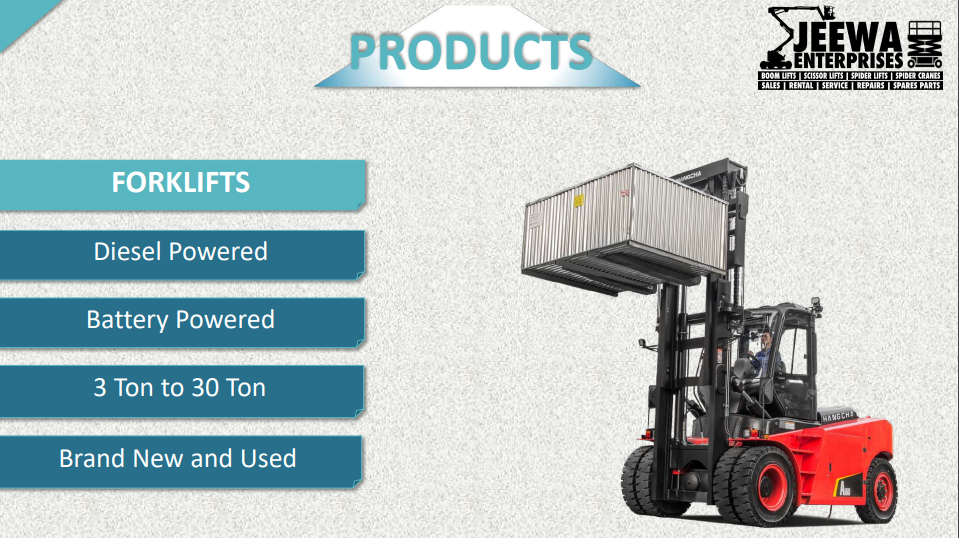 PRODUCTS
JEEWA
ENTERPRISES
BOOM LIFTS | SCISSOR LIFTS | SPIDER LIFTS | SPIDER CRANES
SALES | RENTAL | SERVICE | REPAIRS | SPARES PARTS
FORKLIFTS
Diesel Powered
Battery Powered
3 Ton to 30 Ton
Brand New and Used
HANGCHA
HANGCHA